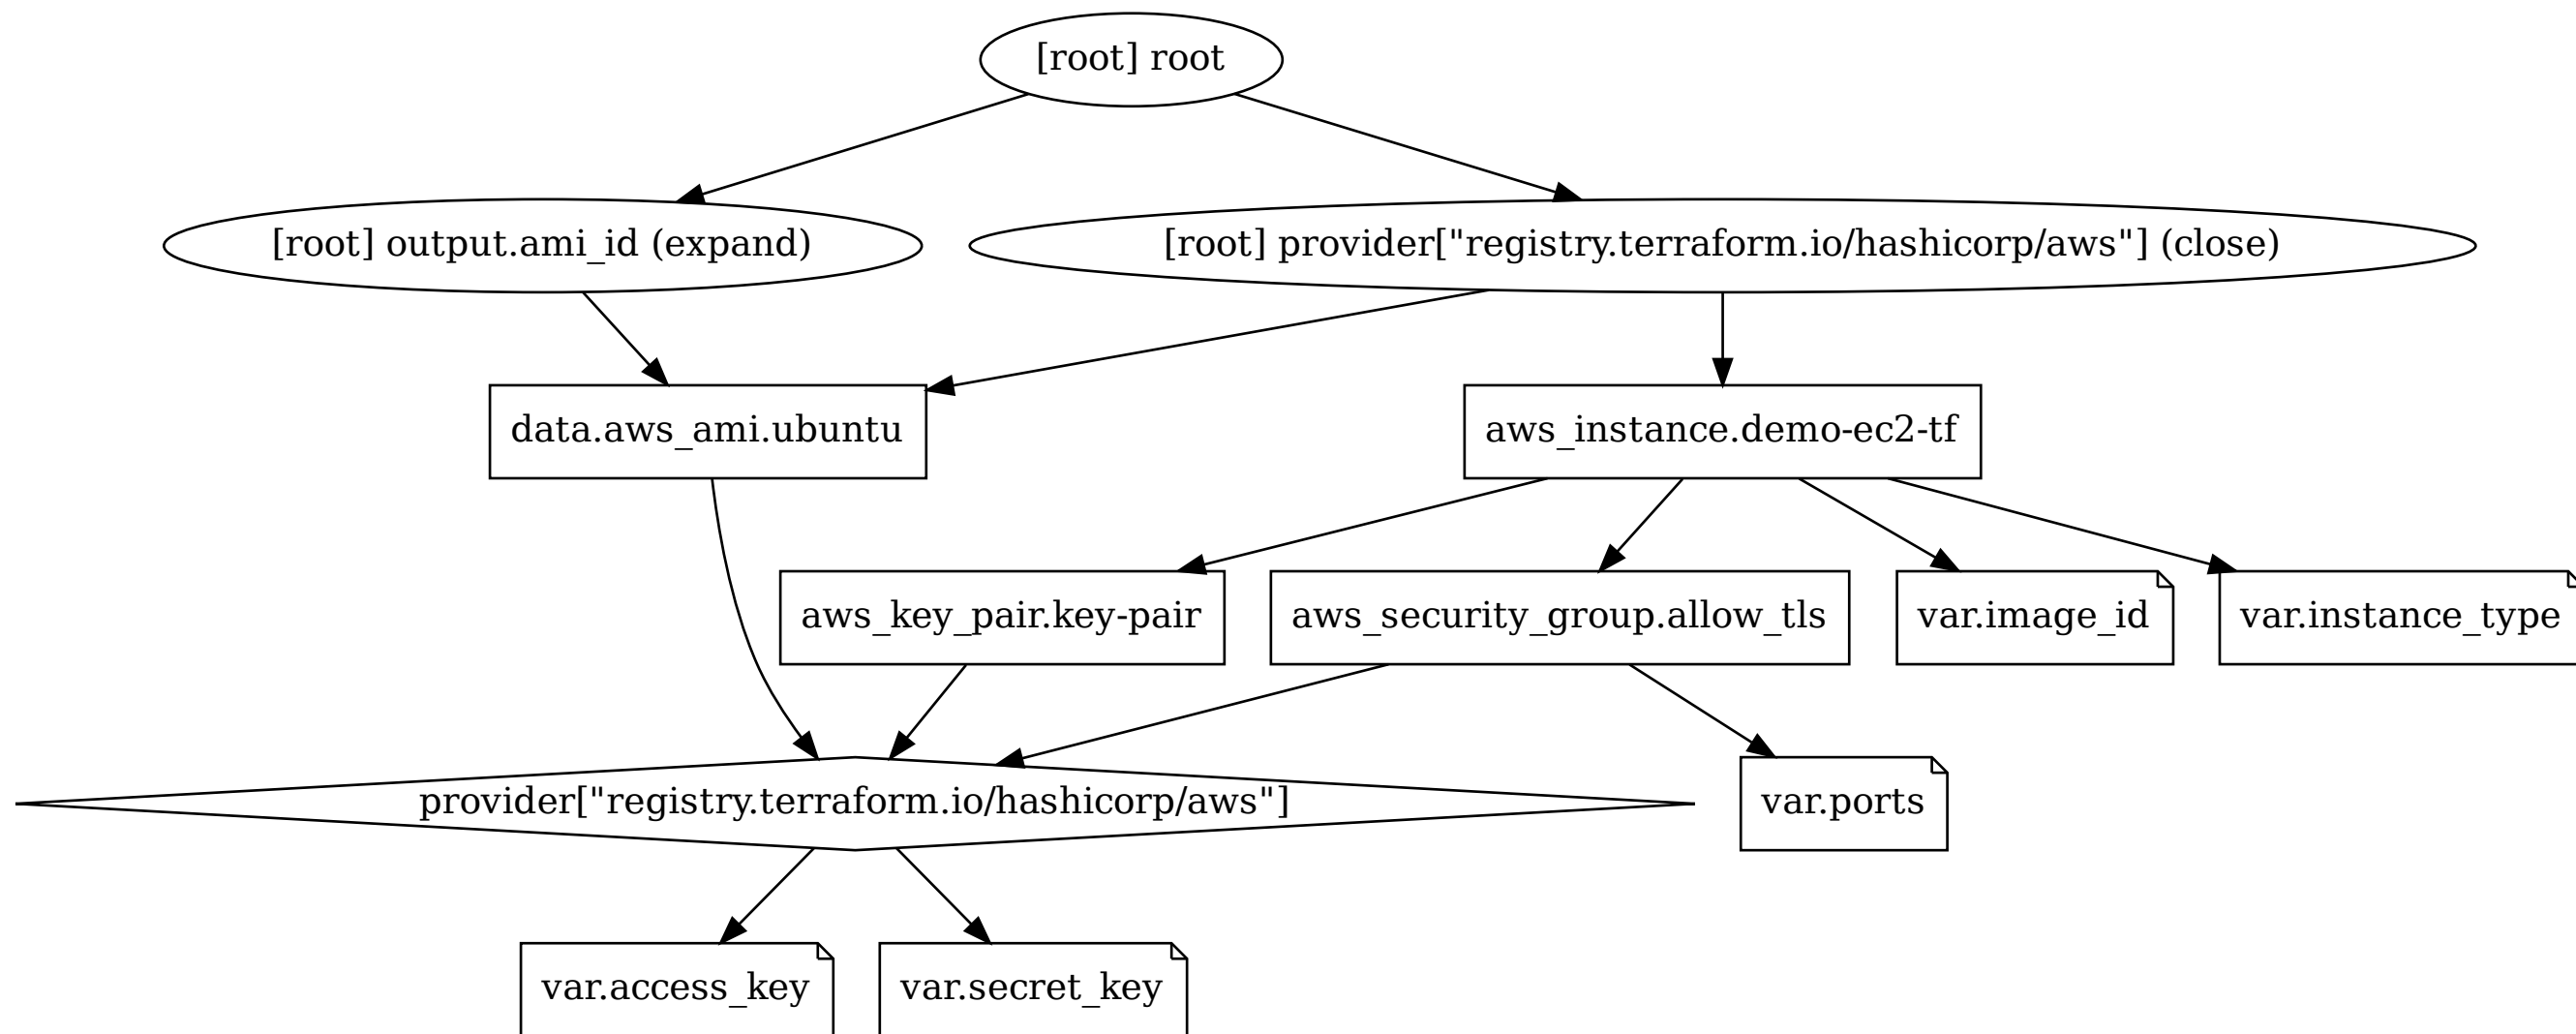 [root] root
[root] output.ami_id (expand)
[root] provider["registry.terraform.io/hashicorp/aws"] (close)
data.aws_ami.ubuntu
aws_instance.demo-ec2-tf
aws_key_pair.key-pair
aws_security_group.allow_tls
var.image_id
var.instance_type
provider["registry.terraform.io/hashicorp/aws"]
var.ports
var.access_key
var.secret_key